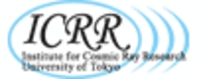 ICRR
Institute for Cosmic Ray Research
University of Tokyo